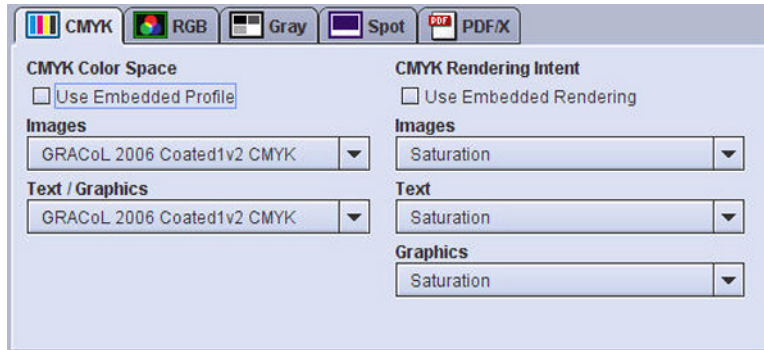 CMYK
RGB
Gray
Spot
PDF
PDF/X
CMYK Color Space
Use Embedded Profile
Images
GRACoL 2006 Coated1v2 CMYK
Text / Graphics
GRACoL 2006 Coated1v2 CMYK
CMYK Rendering Intent
Use Embedded Rendering
Images
Saturation
Text
Saturation
Graphics
Saturation